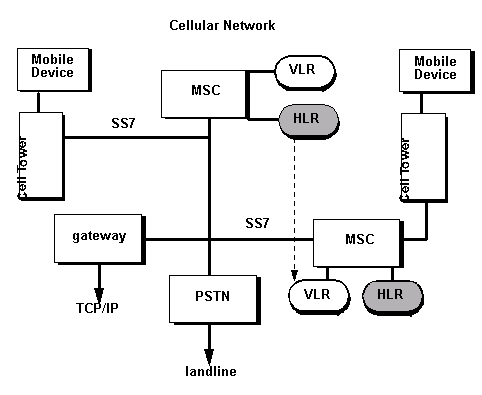 Cellular Network
Mobile
Device
MSC
VLR
HLR
Mobile
Device
SS7
Cell Tower
Cell Tower
gateway
SS7
MSC
TCP/IP
PSTN
VLR
HLR
landline